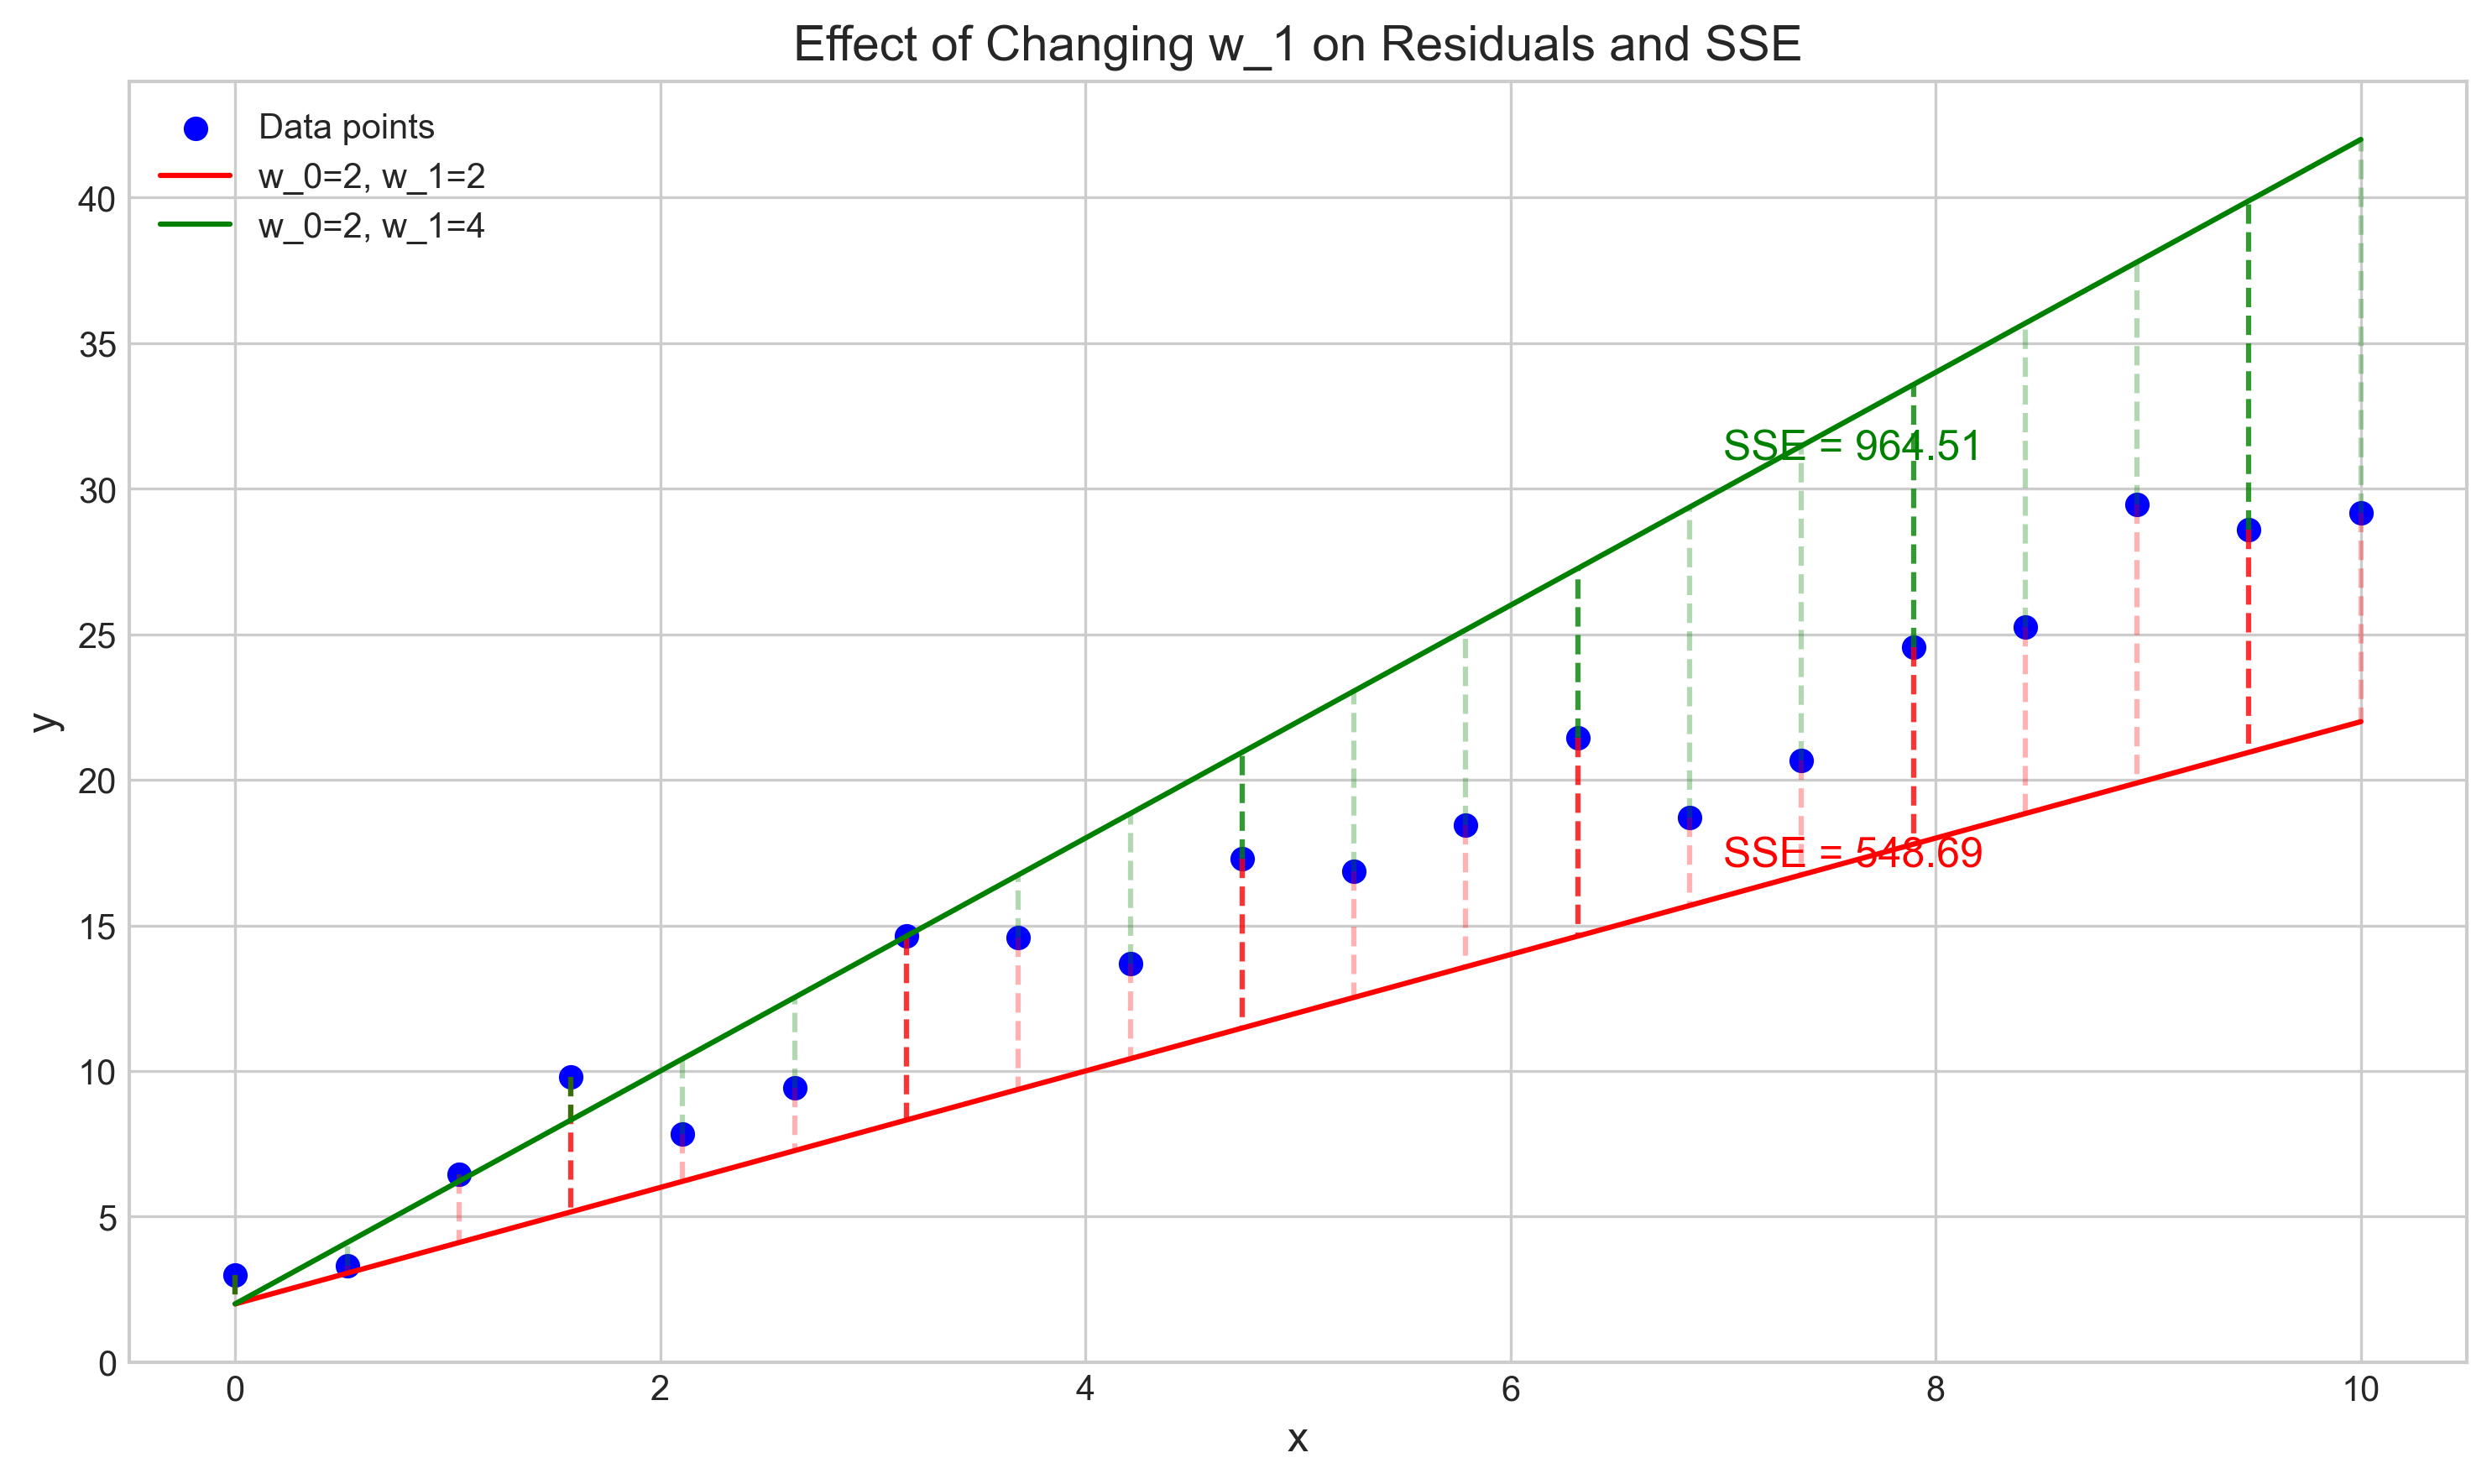 Effect of Changing w_1 on Residuals and SSE
Data points
w_0=2, w_1=2
w_0=2, w_1=4
40
35
30
25
20
15
10
5
0
y
SSE = 964.51
SSE = 548.69
0 2 4 6 8 10
x